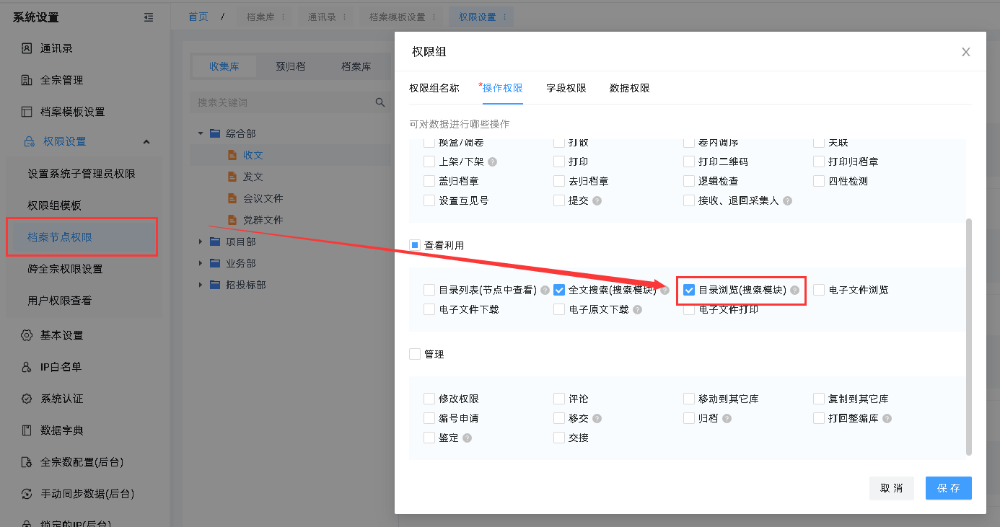 系统设置
首页 / 档案库 通讯录 档案模板设置 权限设置
通讯录
全宗管理
档案模板设置
权限设置
设置系统子管理员权限
权限组模板
档案节点权限
跨全宗权限设置
用户权限查看
基本设置
IP白名单
系统认证
数据字典
全宗数配置(后台)
手动同步数据(后台)
锁定的IP(后台)
收集库 预归档 档案库
搜索关键词
综合部
收文
发文
会议文件
党群文件
项目部
业务部
招投标部
权限组
权限组名称 *操作权限 字段权限 数据权限
可对数据进行哪些操作
换盒/调卷 打散 卷内调序 关联
上架/下架 打印 打印二维码 打印归档章
盖归档章 去归档章 逻辑检查 四性检测
设置互见号 提交 接收、退回采集人
查看利用
目录列表(节点中查看) 全文搜索(搜索模块) 目录浏览(搜索模块) 电子文件浏览
电子文件下载 电子原文下载 电子文件打印
管理
修改权限 评论 移动到其它库 复制到其它库
编号申请 移交 归档 打回整编库
鉴定 交接
取消 保存